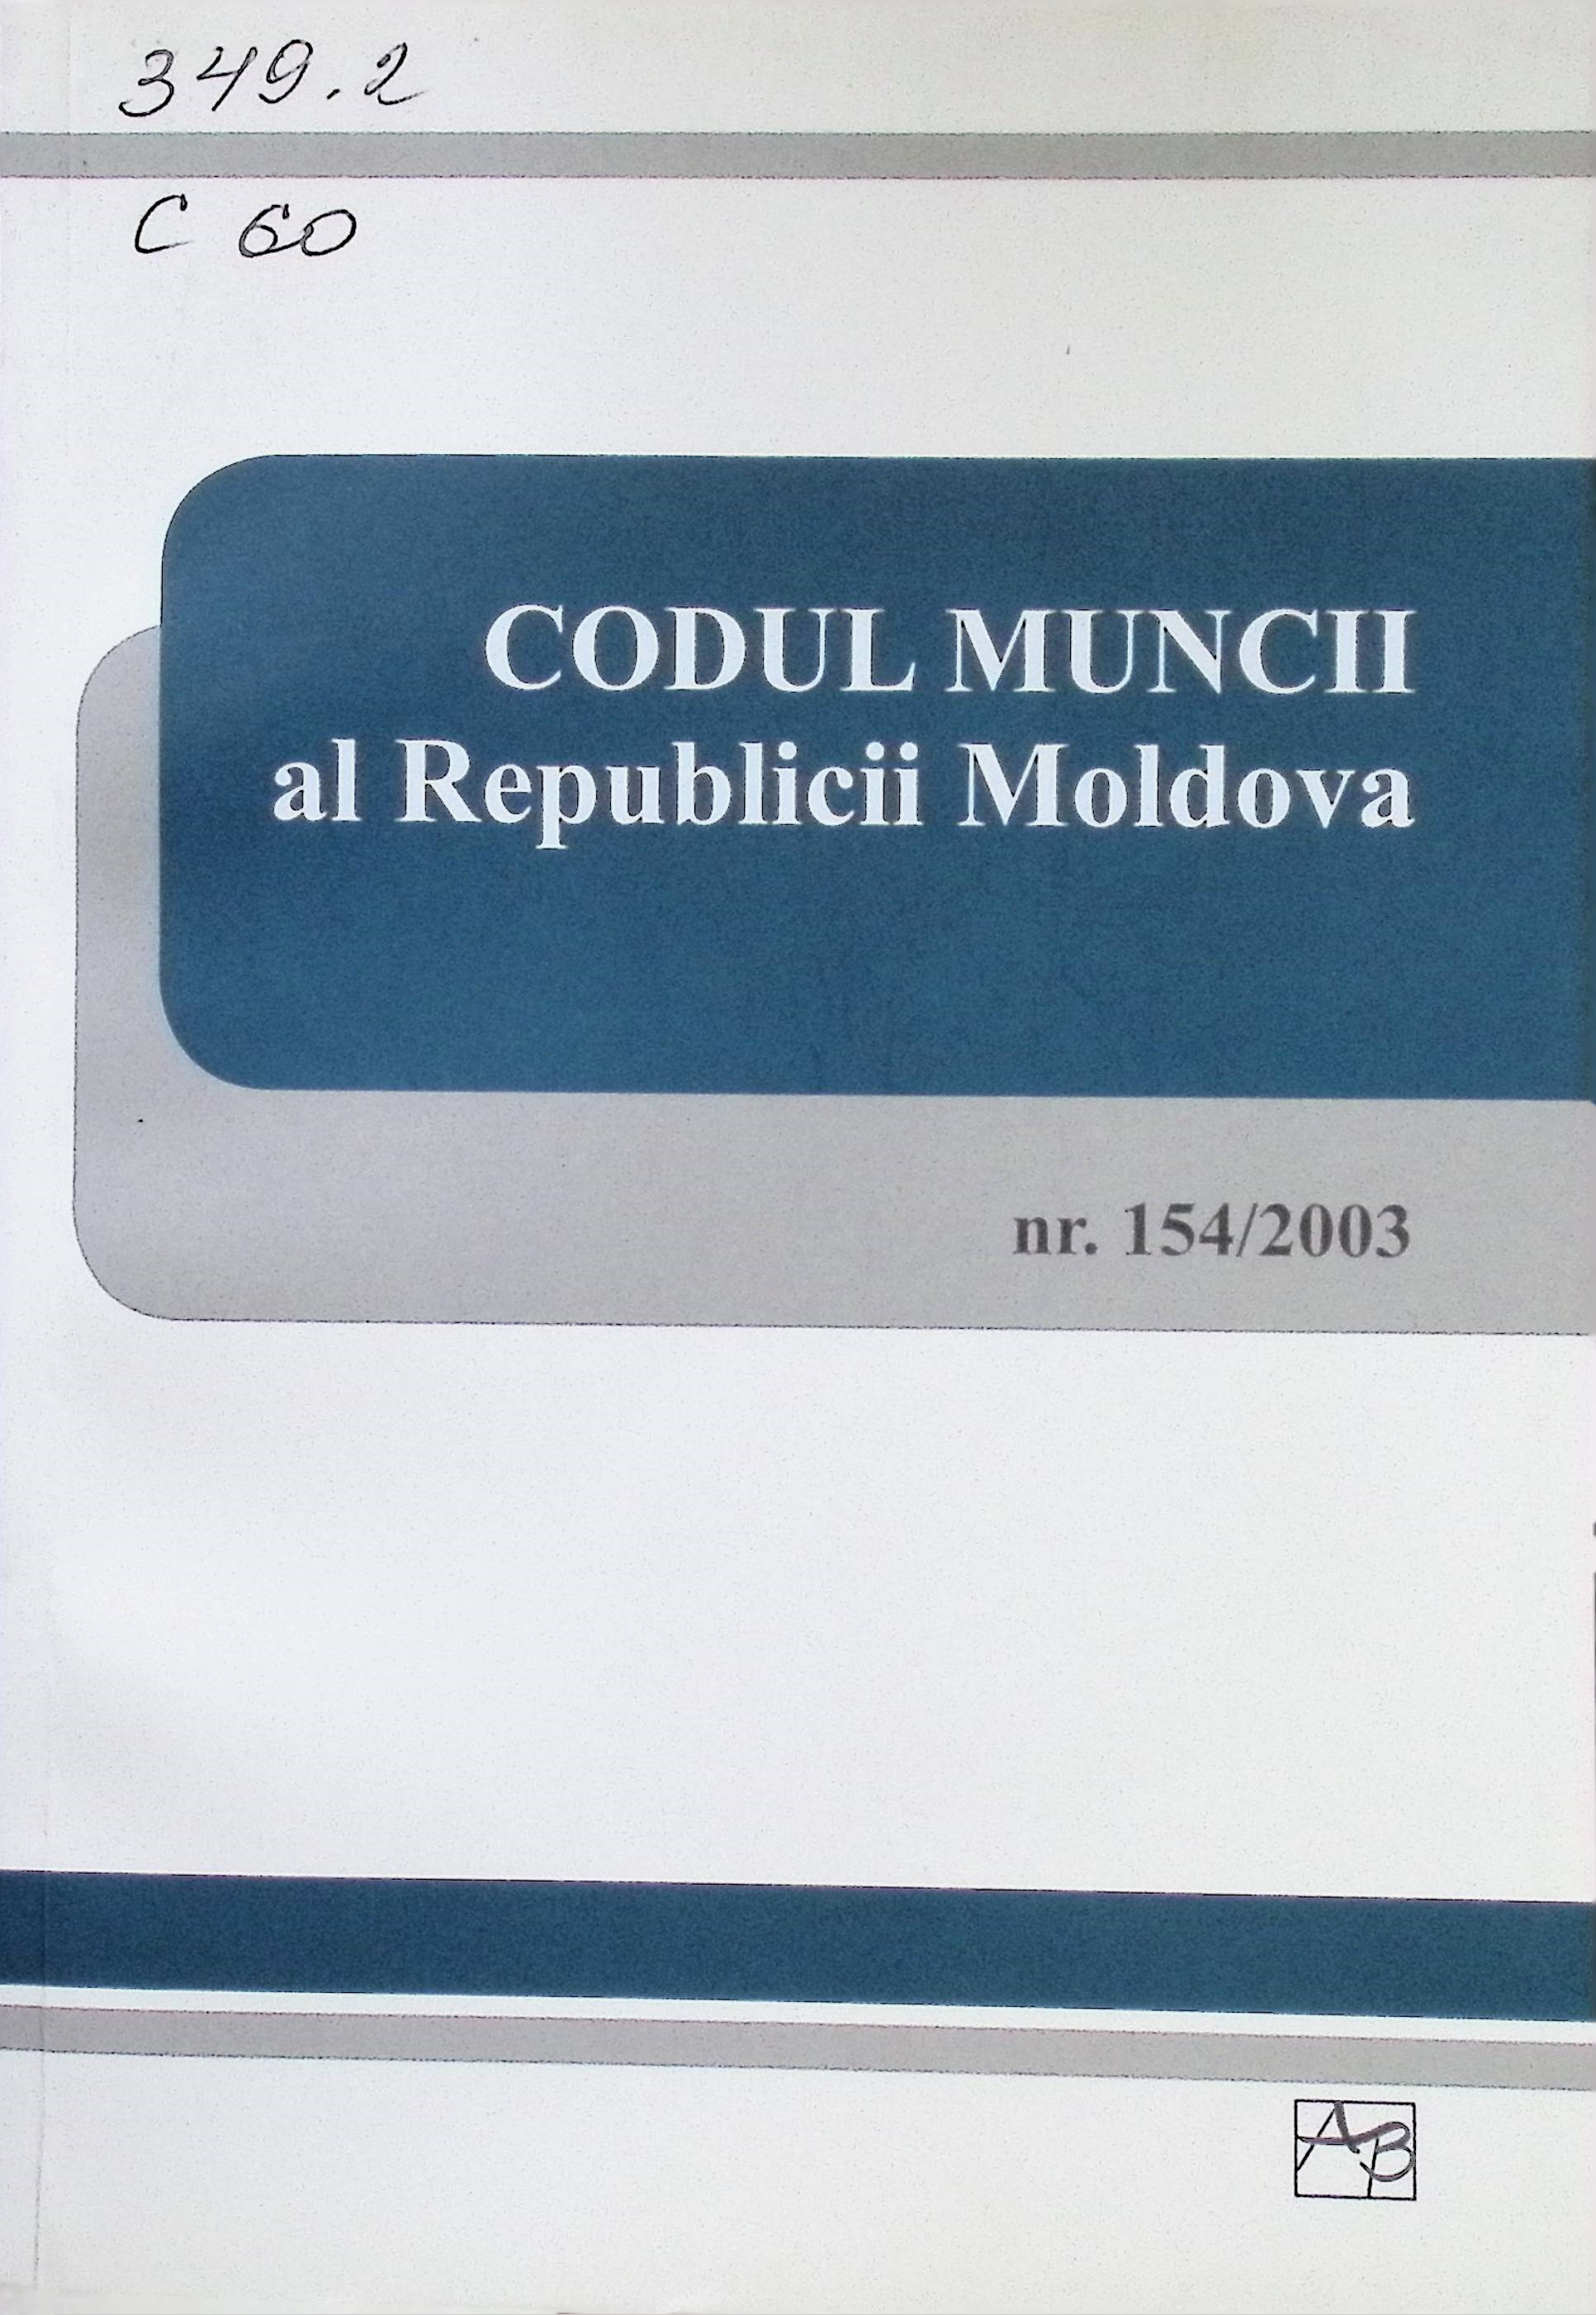 349.2
C 60
CODUL MUNCII
al Republicii Moldova
nr. 154/2003
AB